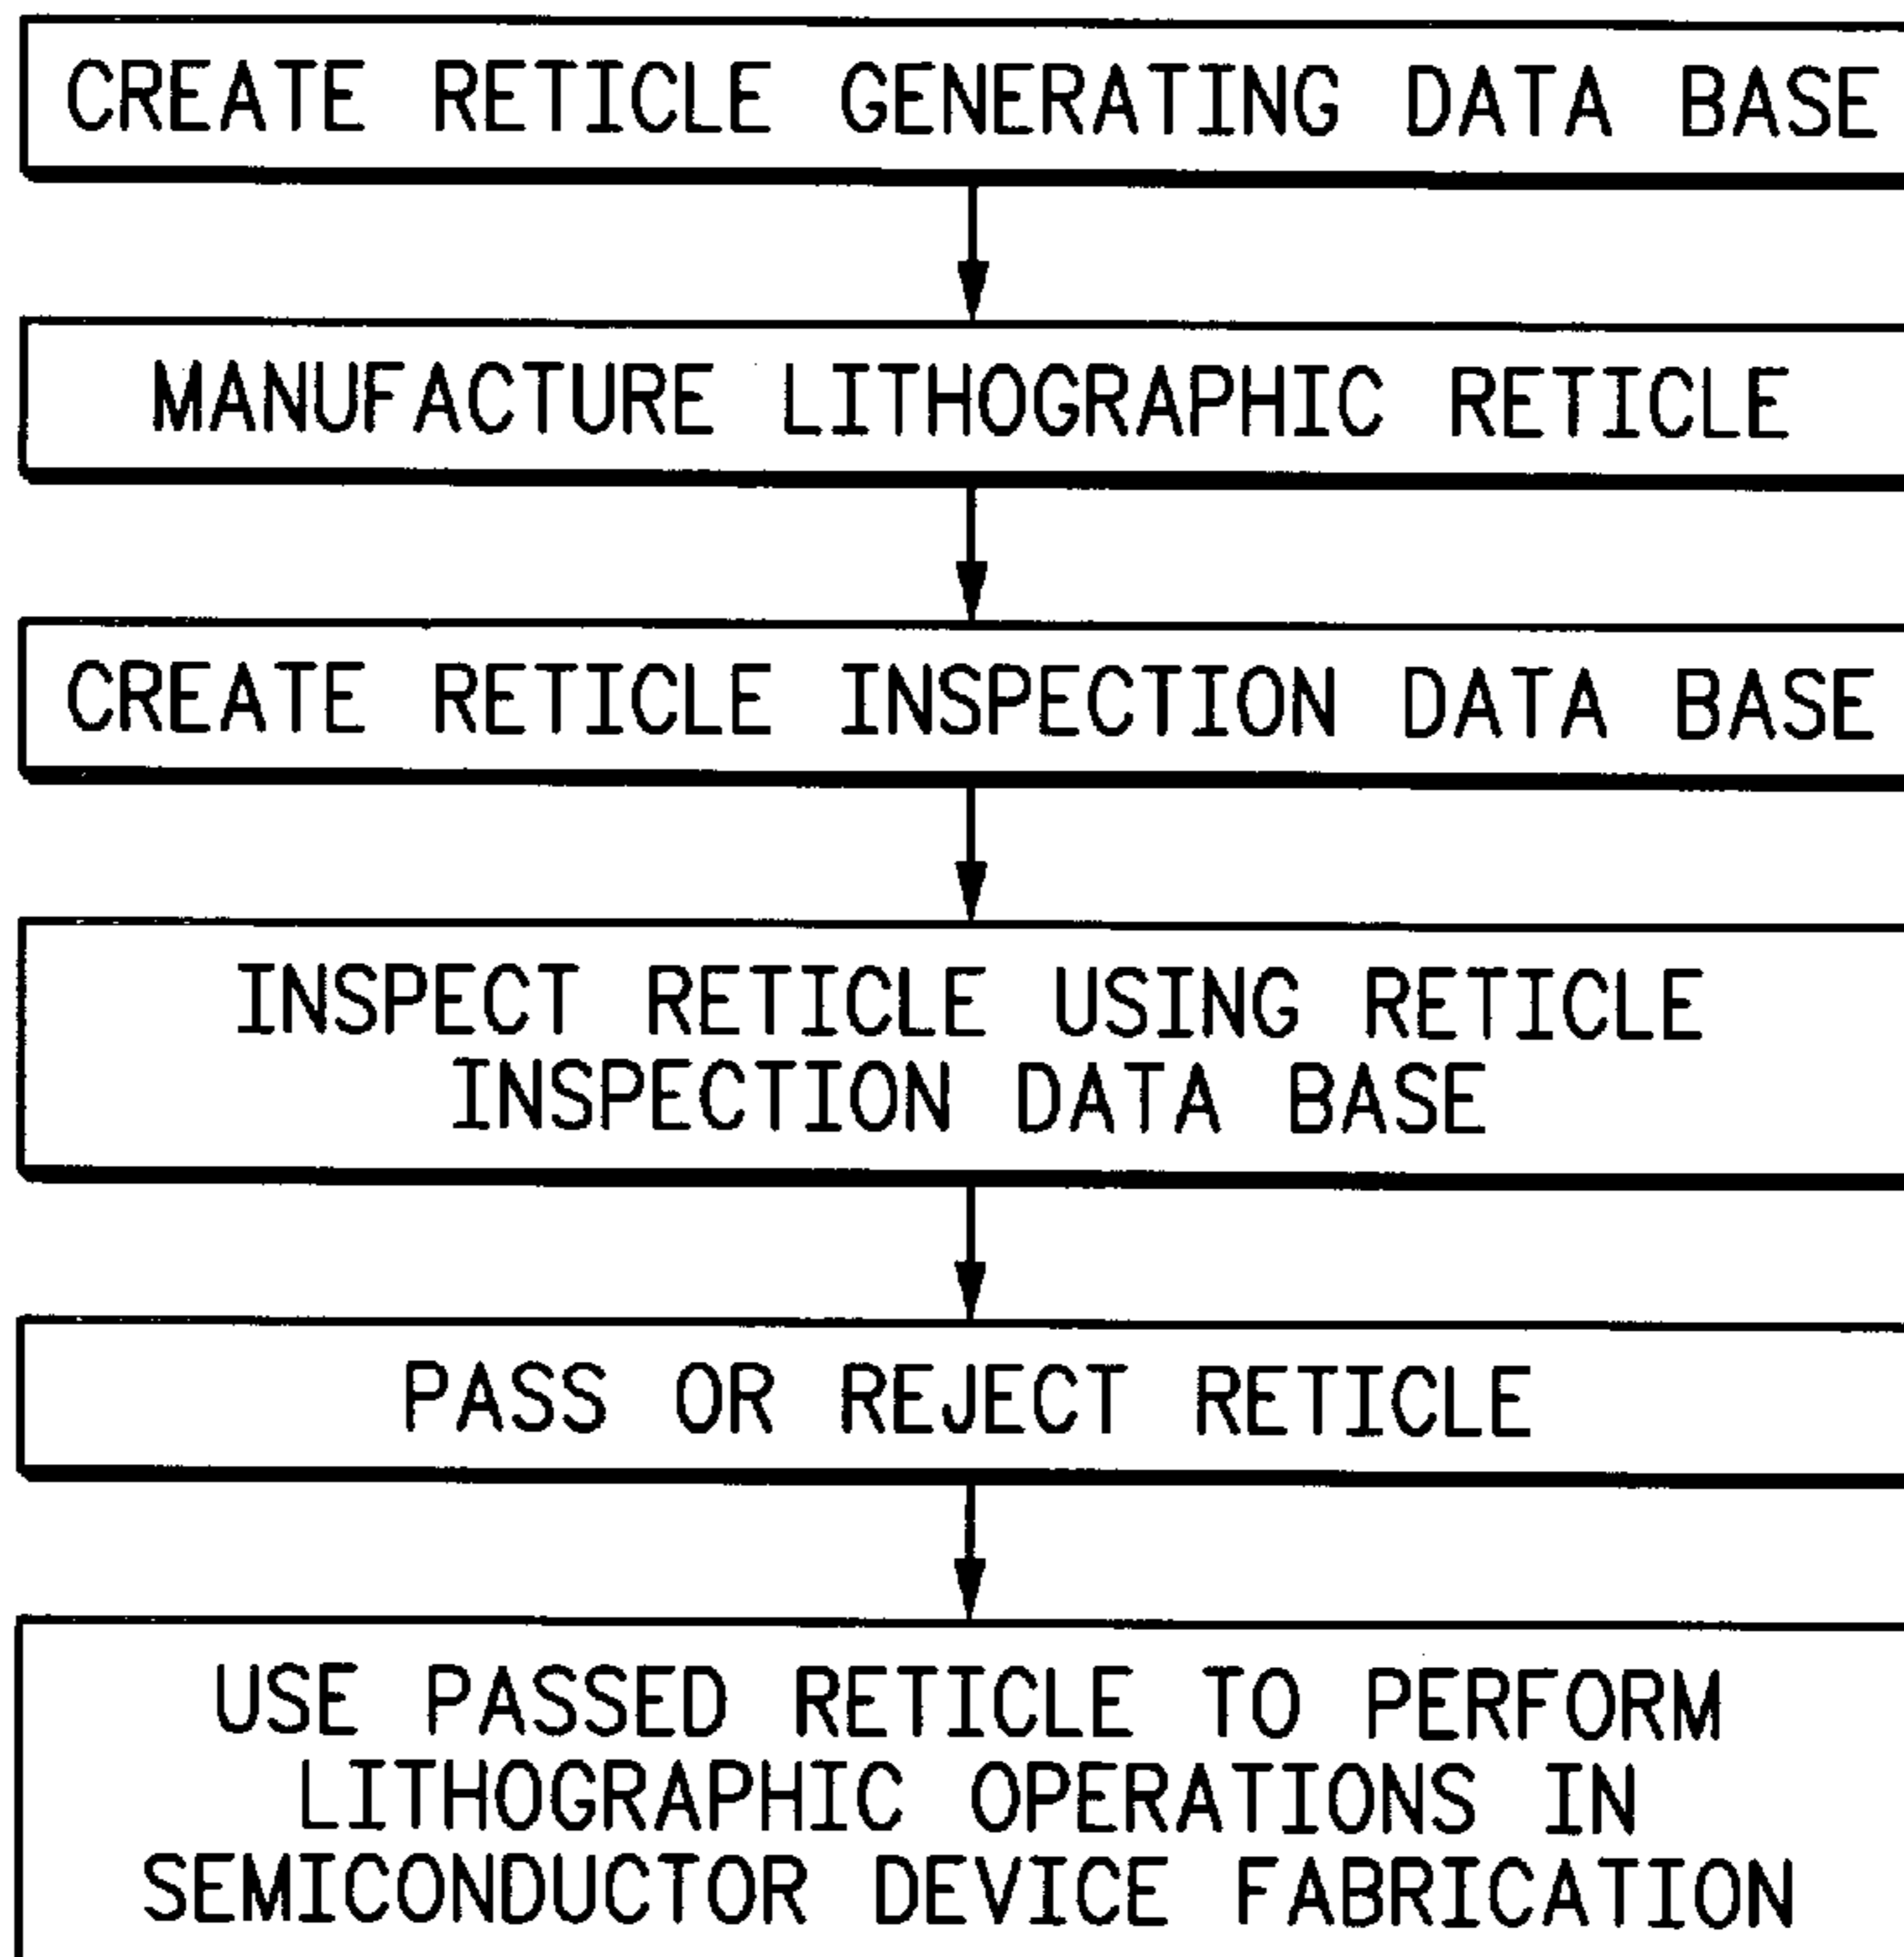 CREATE RETICLE GENERATING DATA BASE
MANUFACTURE LITHOGRAPHIC RETICLE
CREATE RETICLE INSPECTION DATA BASE
INSPECT RETICLE USING RETICLE
INSPECTION DATA BASE
PASS OR REJECT RETICLE
USE PASSED RETICLE TO PERFORM
LITHOGRAPHIC OPERATIONS IN
SEMICONDUCTOR DEVICE FABRICATION